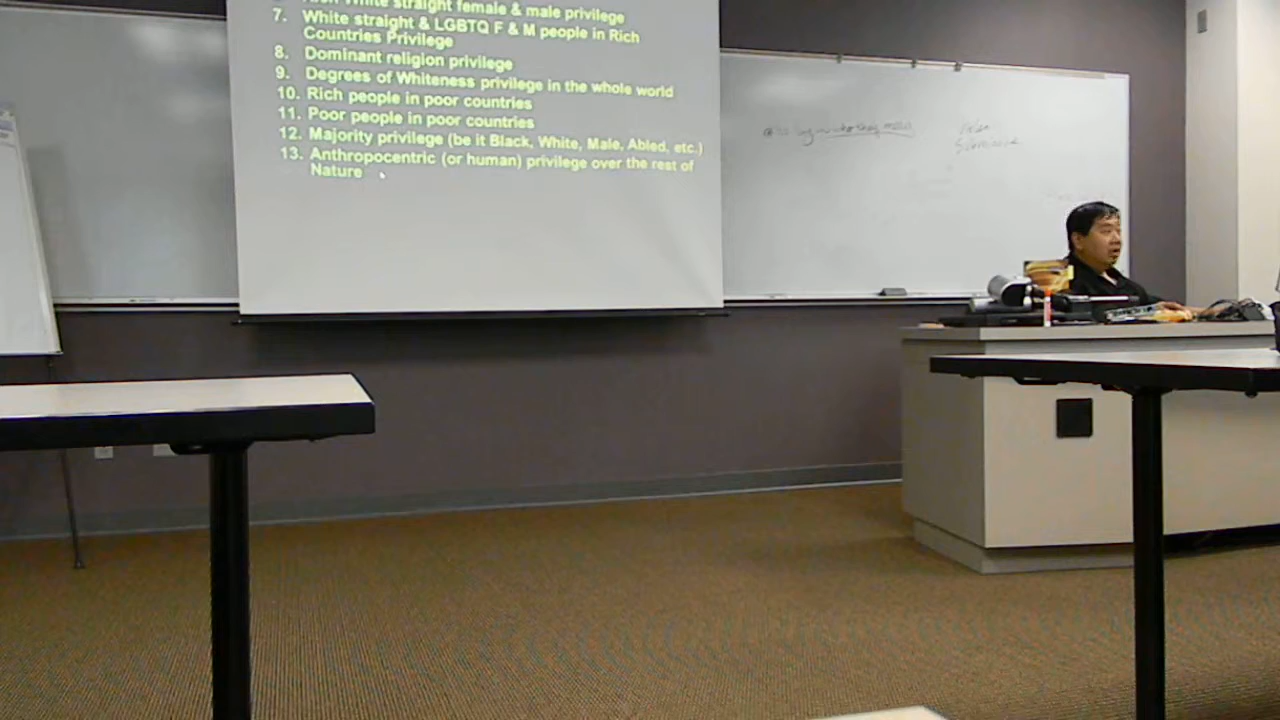 White straight female & male privilege
7. White straight & LGBTQ F & M people in Rich
Countries Privilege
8. Dominant religion privilege
9. Degrees of Whiteness privilege in the whole world
10. Rich people in poor countries
11. Poor people in poor countries
12. Majority privilege (be it Black, White, Male, Abled, etc.)
13. Anthropocentric (or human) privilege over the rest of
Nature